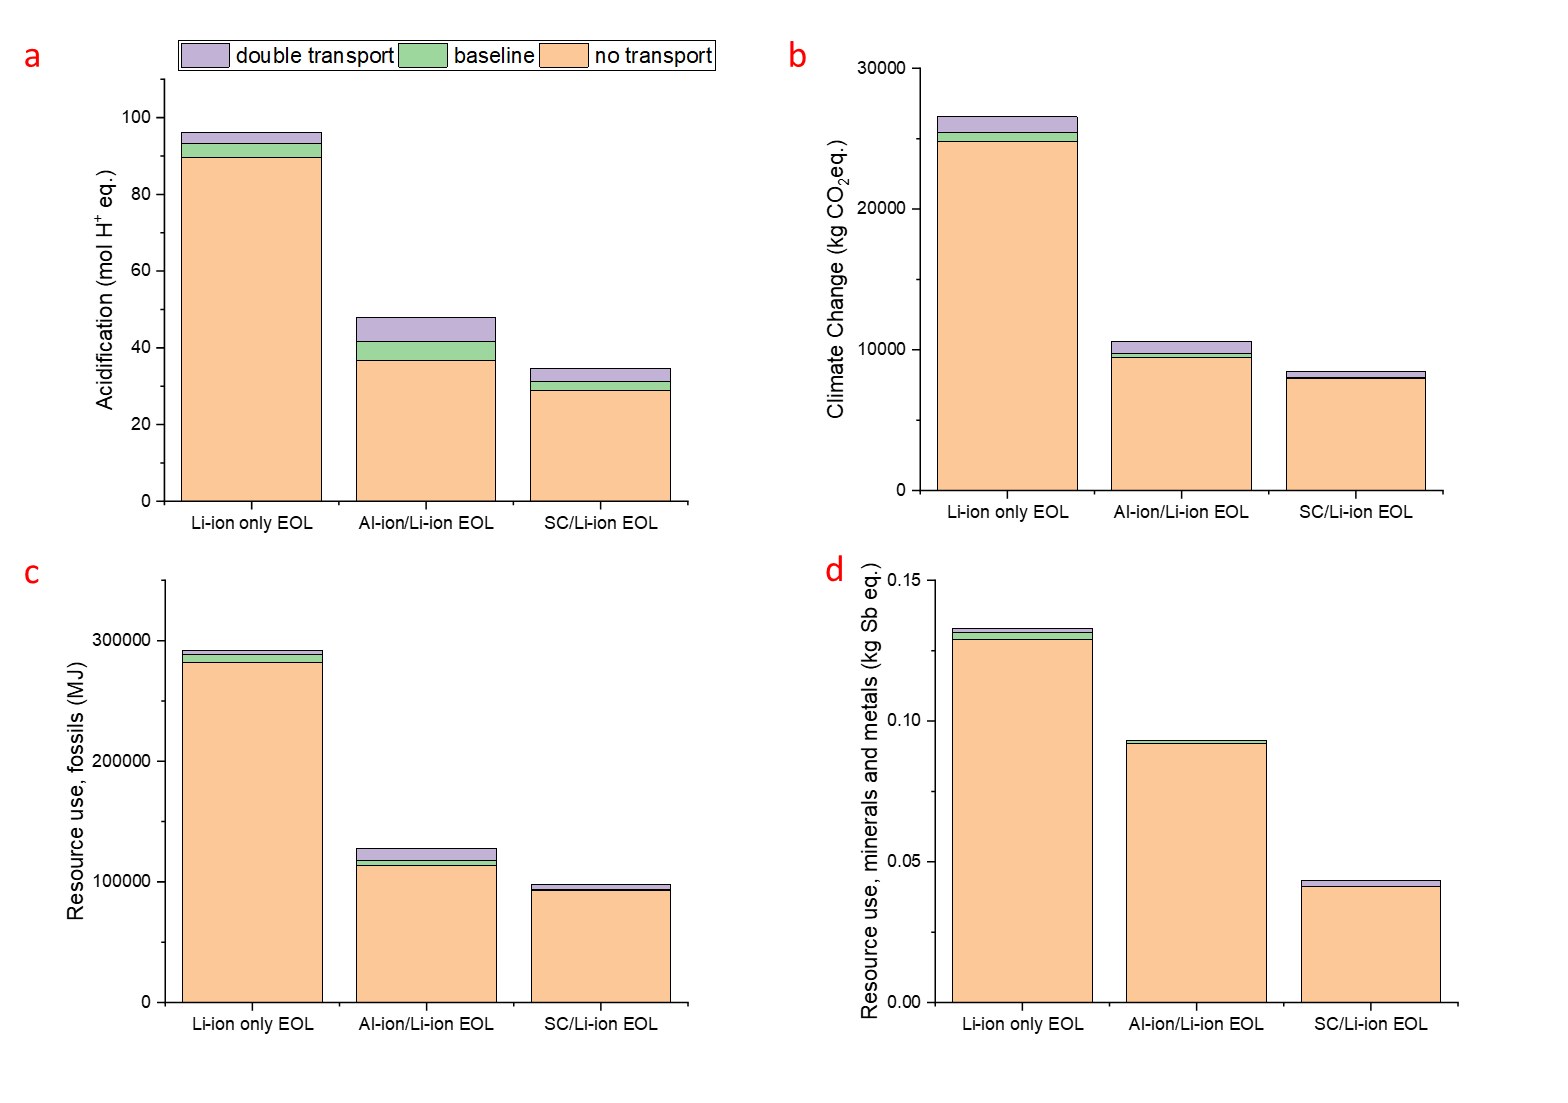 a
double transport baseline no transport
Acidification (mol H⁺ eq.)
100
80
60
40
20
0
Li-ion only EOL Al-ion/Li-ion EOL SC/Li-ion EOL
b
Climate Change (kg CO₂eq.)
30000
20000
10000
0
Li-ion only EOL Al-ion/Li-ion EOL SC/Li-ion EOL
c
Resource use, fossils (MJ)
300000
200000
100000
0
Li-ion only EOL Al-ion/Li-ion EOL SC/Li-ion EOL
d
Resource use, minerals and metals (kg Sb eq.)
0.15
0.10
0.05
0.00
Li-ion only EOL Al-ion/Li-ion EOL SC/Li-ion EOL